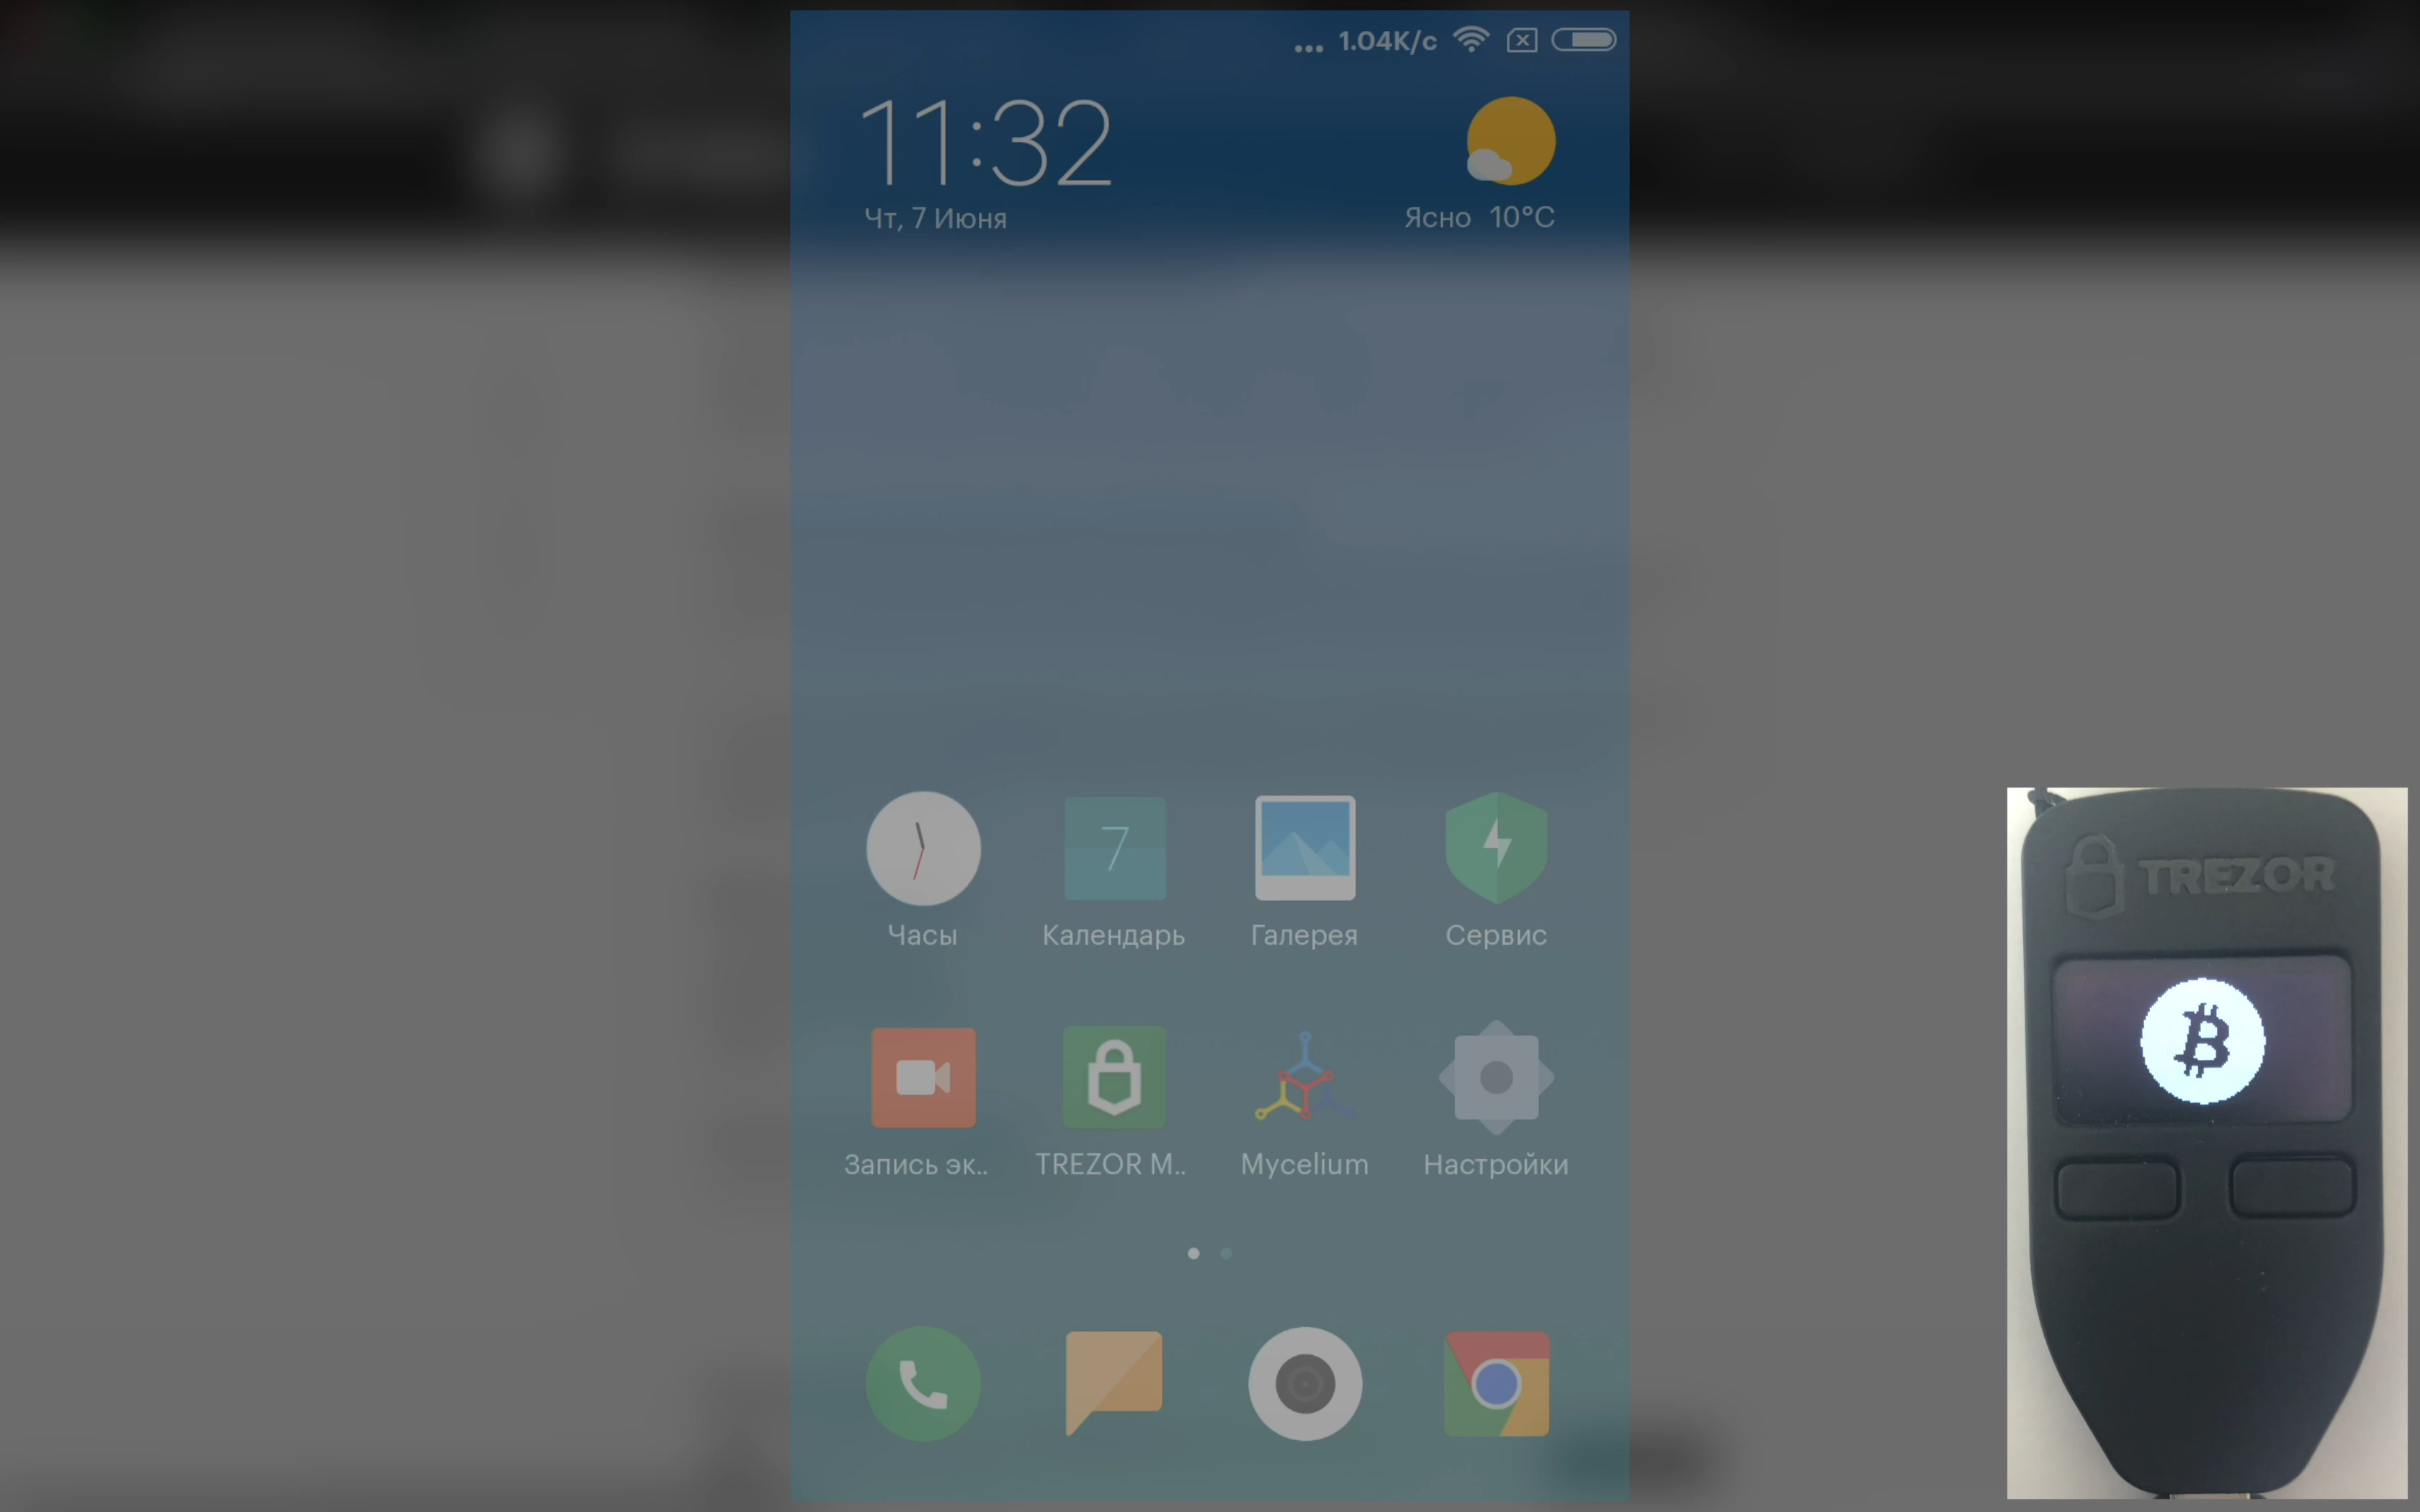 ... 1.04K/c
11:32
Чт, 7 Июня
Ясно 10°C
7
Часы Календарь Галерея Сервис
Запись эк.. TREZOR M.. Mycelium Настройки
TREZOR